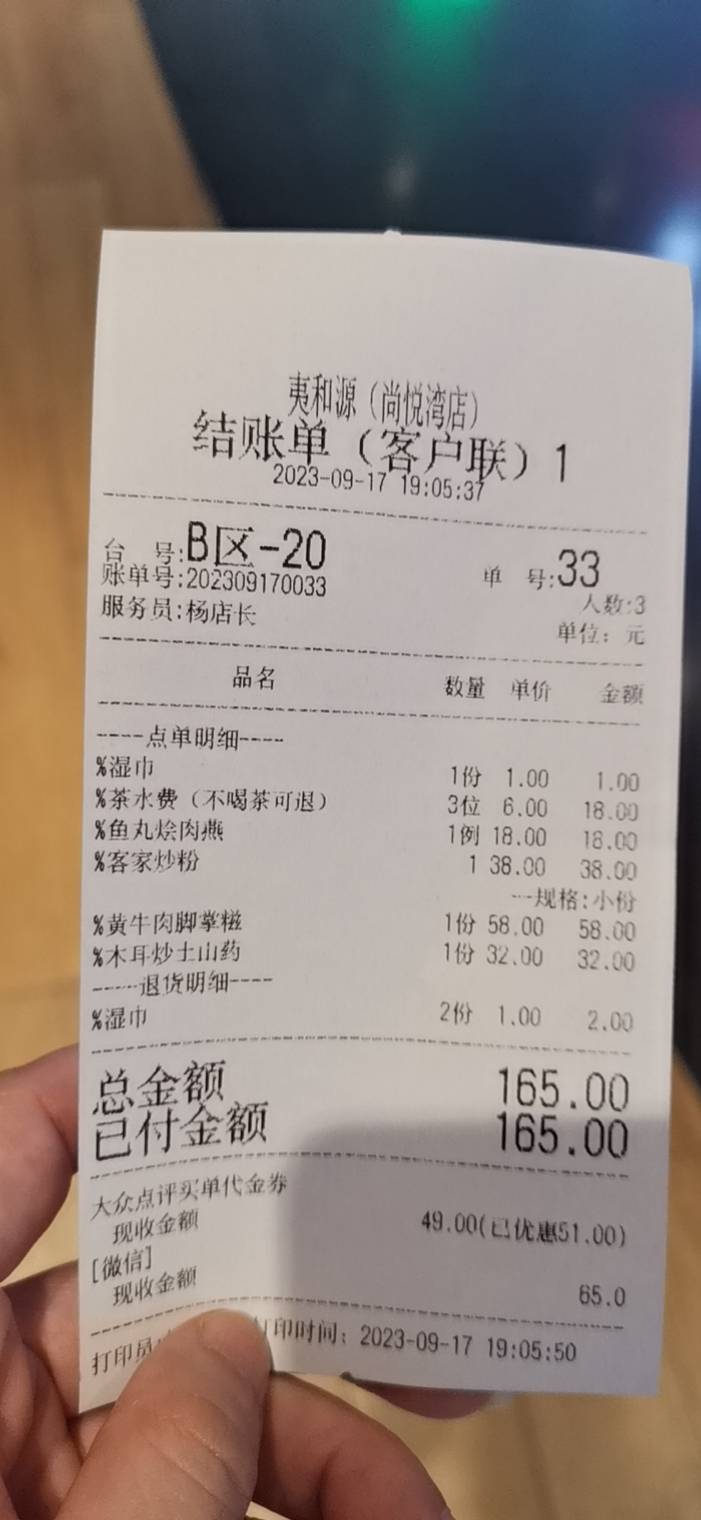 夷和源（尚悦湾店）
结账单（客户联）1
2023-09-17 19:05:37
台 号:B区-20 单 号:33
账单号:202309170033 人数:3
服务员:杨店长 单位：元
品名 数量 单价 金额
----点单明细----
%湿巾 1份 1.00 1.00
%茶水费（不喝茶可退） 3位 6.00 18.00
%鱼丸烩肉燕 1例 18.00 18.00
%客家炒粉 1 38.00 38.00
--规格:小份
%黄牛肉脚掌糍 1份 58.00 58.00
%木耳炒土山药 1份 32.00 32.00
-----退货明细----
%湿巾 2份 1.00 2.00
总金额 165.00
已付金额 165.00
大众点评买单代金券
现收金额 49.00(已优惠51.00)
[微信]
现收金额 65.0
打印员 打印时间：2023-09-17 19:05:50